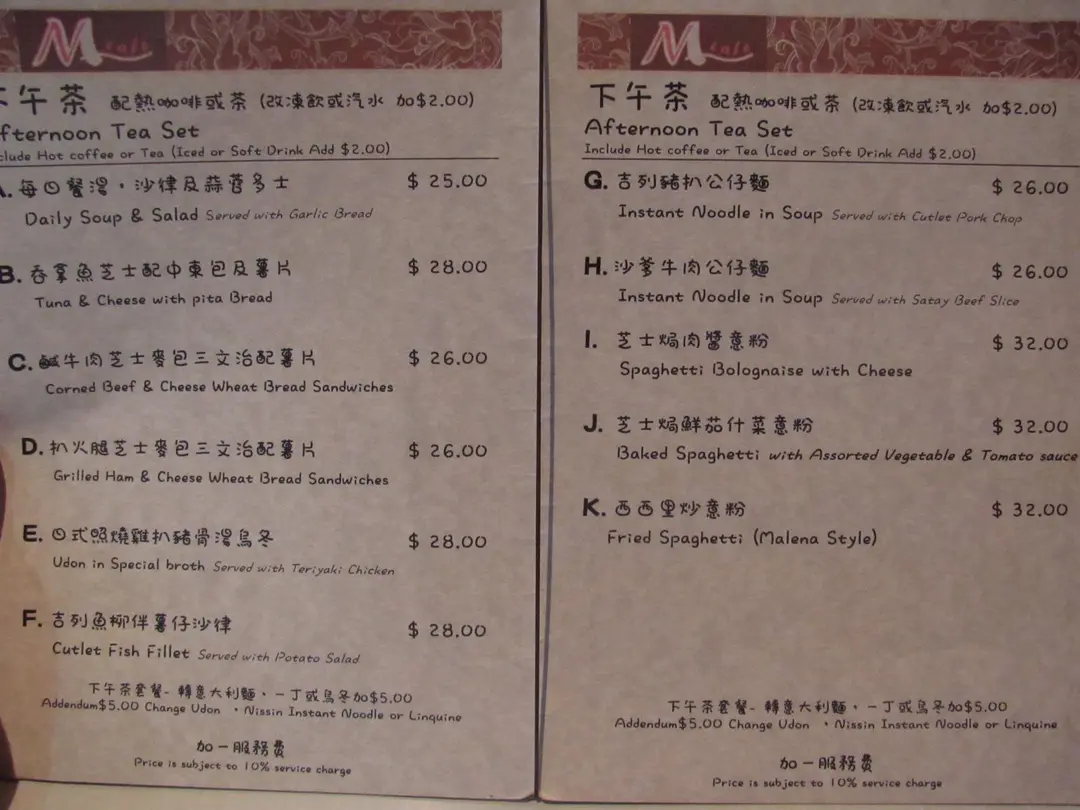 M cafe
下午茶 配熱咖啡或茶 (改凍飲或汽水 加$2.00)
fternoon Tea Set
clude Hot coffee or Tea (Iced or Soft Drink Add $2.00)
A. 每日餐湯，沙律及蒜茸多士 $ 25.00
Daily Soup & Salad Served with Garlic Bread
B. 吞拿魚芝士配中東包及薯片 $ 28.00
Tuna & Cheese with pita Bread
C. 鹹牛肉芝士麥包三文治配薯片 $ 26.00
Corned Beef & Cheese Wheat Bread Sandwiches
D. 扒火腿芝士麥包三文治配薯片 $ 26.00
Grilled Ham & Cheese Wheat Bread Sandwiches
E. 日式照燒雞扒豬骨湯烏冬 $ 28.00
Udon in Special broth Served with Teriyaki Chicken
F. 吉列魚柳伴薯仔沙律 $ 28.00
Cutlet Fish Fillet Served with Potato Salad
下午茶套餐- 轉意大利麵，一丁或烏冬加$5.00
Addendum$5.00 Change Udon ，Nissin Instant Noodle or Linquine
加一服務費
Price is subject to 10% service charge
M cafe
下午茶 配熱咖啡或茶 (改凍飲或汽水 加$2.00)
Afternoon Tea Set
Include Hot coffee or Tea (Iced or Soft Drink Add $2.00)
G. 吉列豬扒公仔麵 $ 26.00
Instant Noodle in Soup Served with Cutlet Pork Chop
H. 沙爹牛肉公仔麵 $ 26.00
Instant Noodle in Soup Served with Satay Beef Slice
I. 芝士焗肉醬意粉 $ 32.00
Spaghetti Bolognaise with Cheese
J. 芝士焗鮮茄什菜意粉 $ 32.00
Baked Spaghetti with Assorted Vegetable & Tomato sauce
K. 西西里炒意粉 $ 32.00
Fried Spaghetti (Malena Style)
下午茶套餐- 轉意大利麵，一丁或烏冬加$5.00
Addendum$5.00 Change Udon ，Nissin Instant Noodle or Linquine
加一服務費
Price is subject to 10% service charge